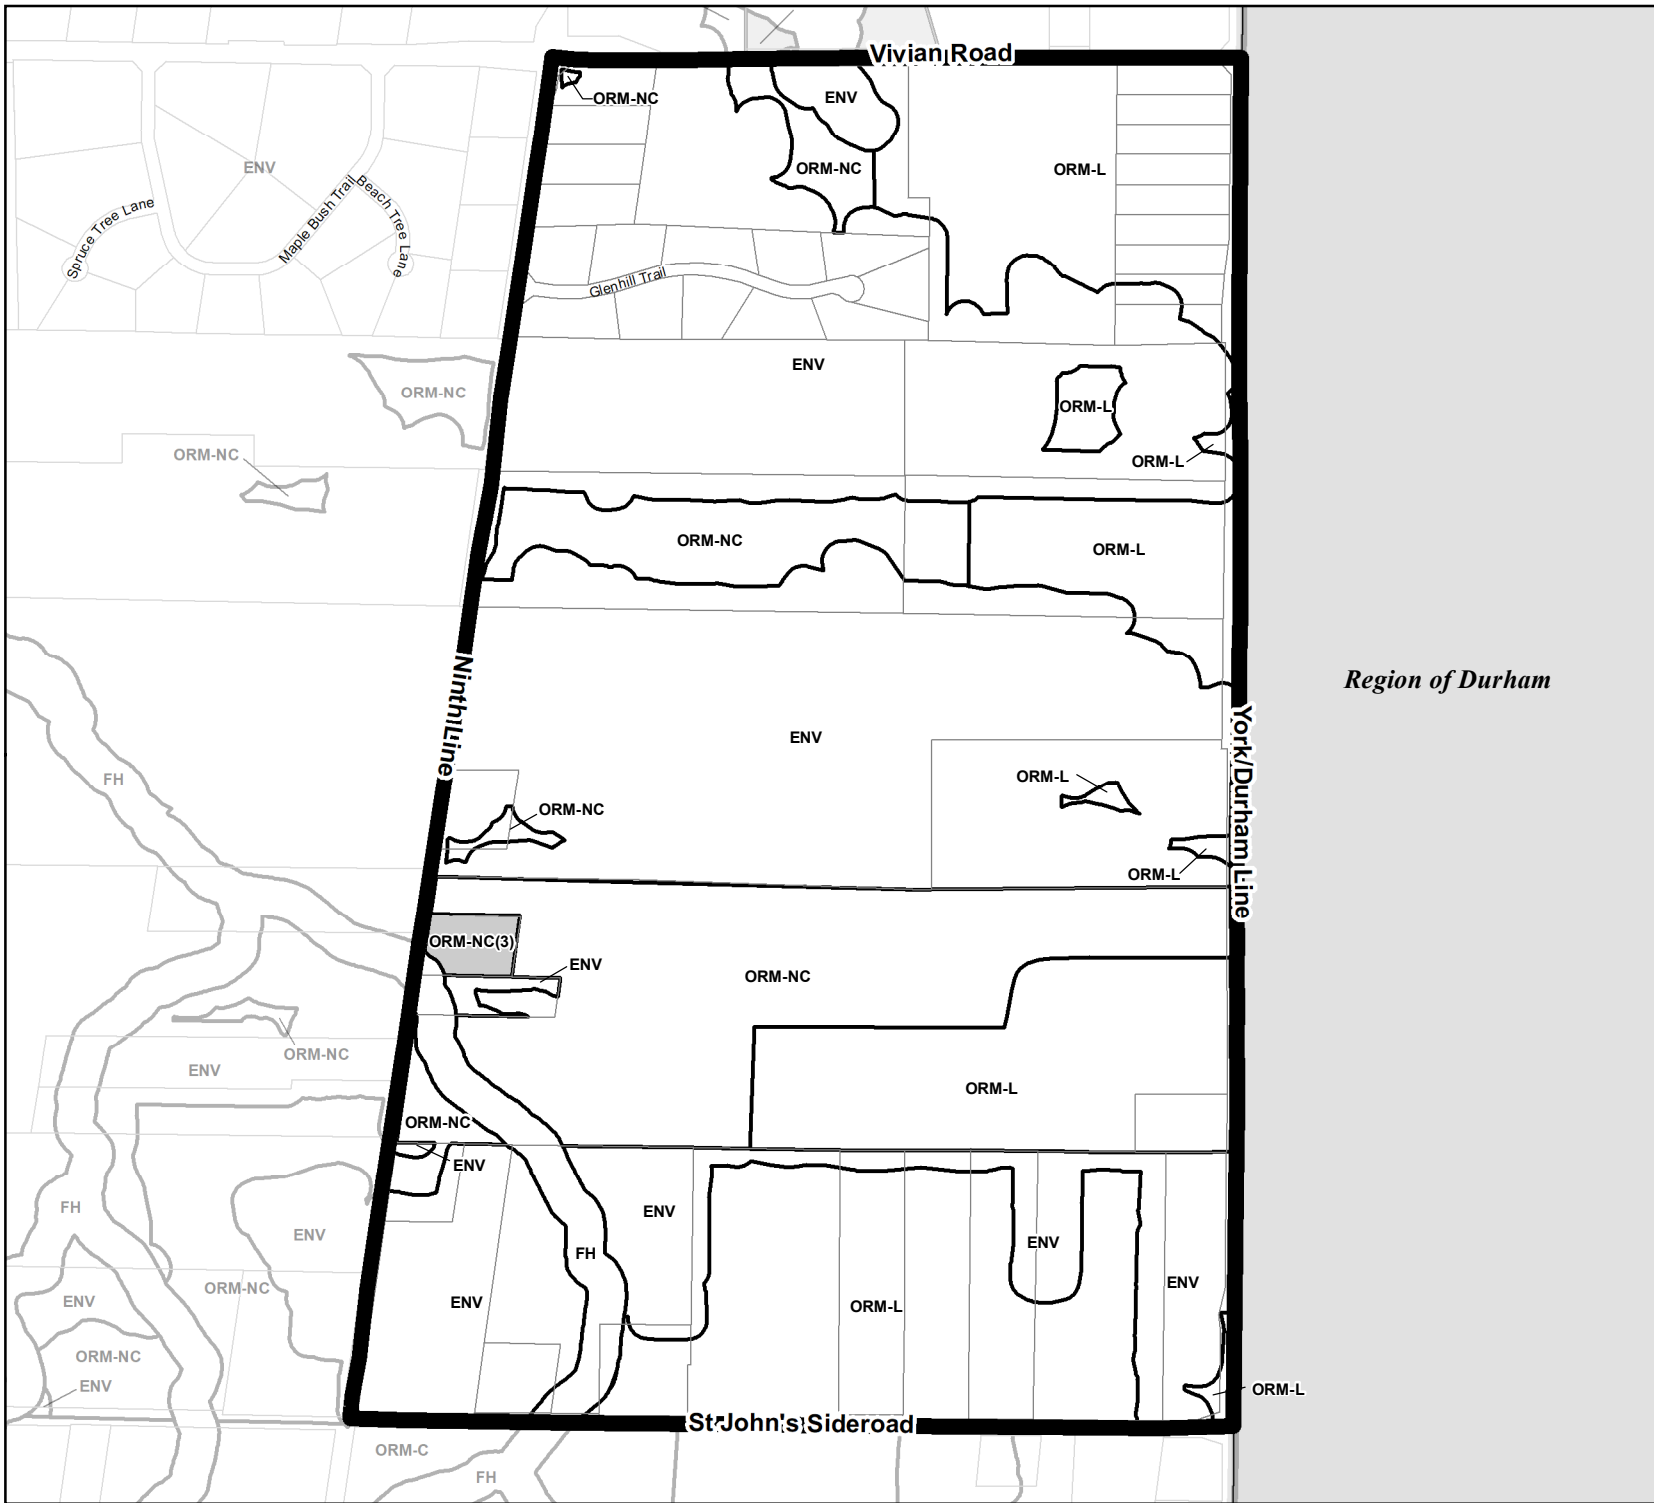 Vivian Road
ORM-NC
ENV
ENV
ORM-NC
ORM-L
Spruce Tree Lane
Maple Bush Trail
Beach Tree Lane
Glenhill Trail
ENV
ORM-NC
ORM-L
ORM-NC
ORM-L
ORM-NC
ORM-L
Region of Durham
Ninth Line
York/Durham Line
ENV
FH
ORM-L
ORM-NC
ORM-L
ORM-NC(3)
ENV
ORM-NC
ORM-NC
ENV
ORM-L
ORM-NC
ENV
FH
ENV
ENV
ENV
ENV
FH
ORM-NC
ENV
ENV
ORM-L
ORM-NC
ENV
ORM-L
St John's Sideroad
ORM-C
FH